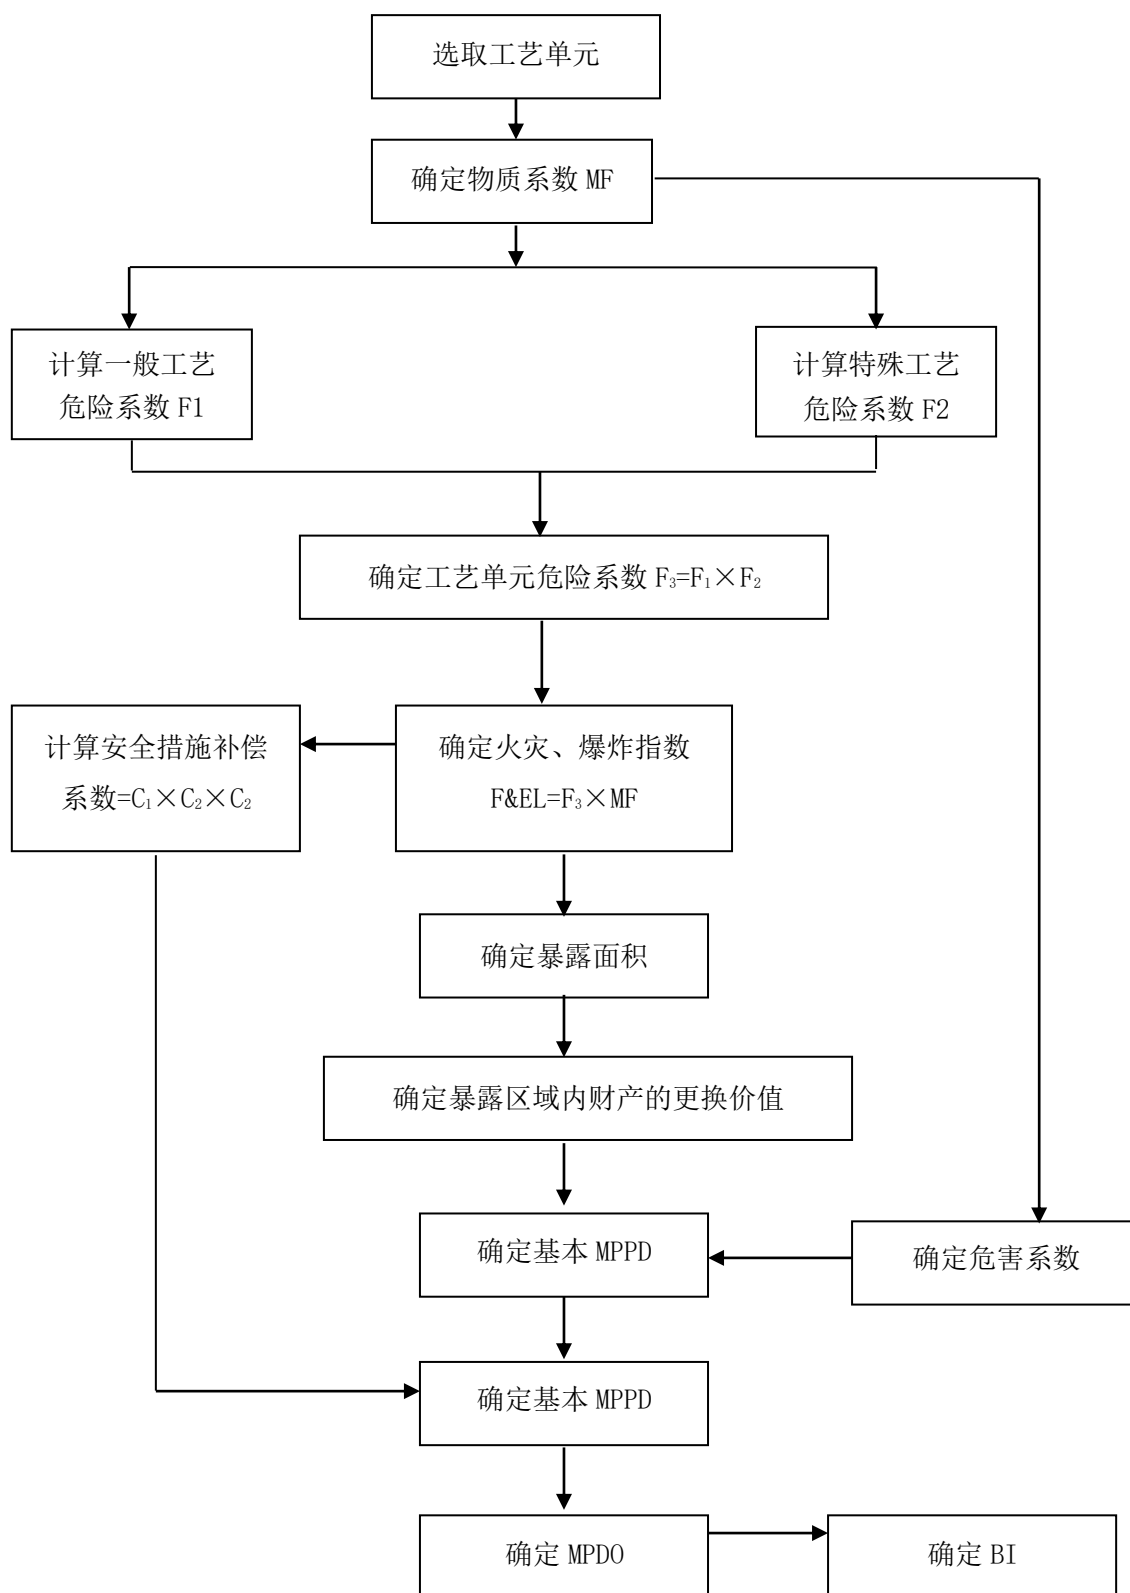 选取工艺单元
确定物质系数 MF
计算一般工艺
危险系数 F1
计算特殊工艺
危险系数 F2
确定工艺单元危险系数 F₃=F₁×F₂
计算安全措施补偿
系数=C₁×C₂×C₂
确定火灾、爆炸指数
F&EL=F₃×MF
确定暴露面积
确定暴露区域内财产的更换价值
确定基本 MPPD
确定危害系数
确定基本 MPPD
确定 MPDO
确定 BI